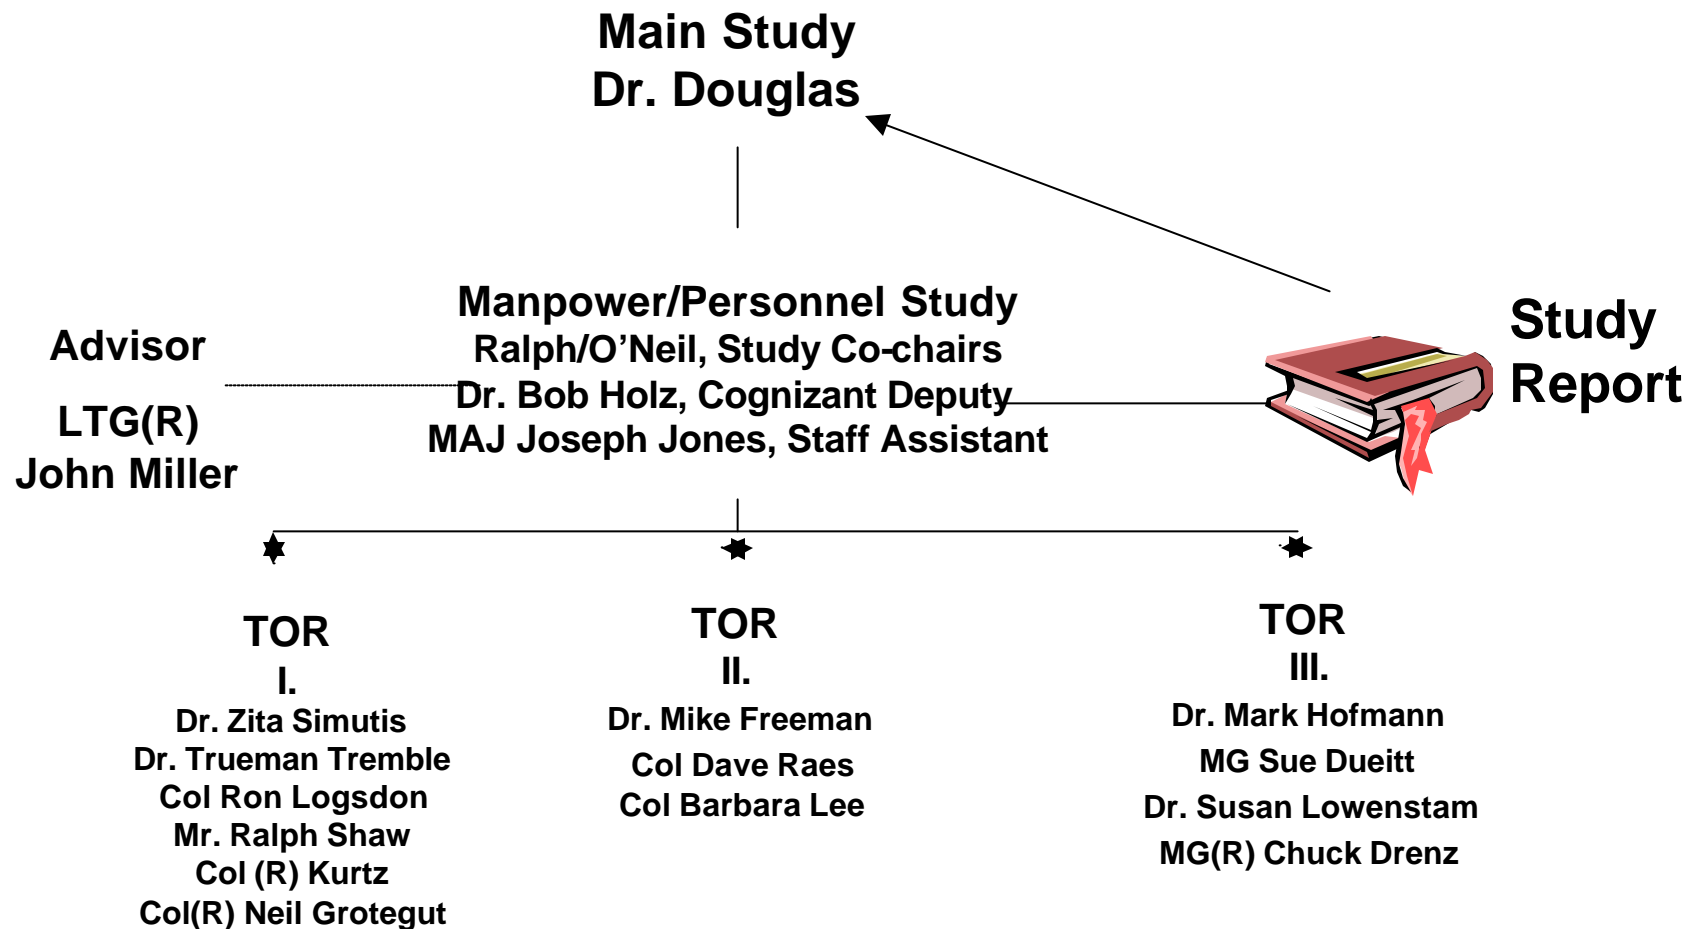 Main Study
Dr. Douglas
Manpower/Personnel Study
Ralph/O'Neil, Study Co-chairs
Dr. Bob Holz, Cognizant Deputy
MAJ Joseph Jones, Staff Assistant
Advisor
LTG(R)
John Miller
Study
Report
TOR
I.
Dr. Zita Simutis
Dr. Trueman Tremble
Col Ron Logsdon
Mr. Ralph Shaw
Col (R) Kurtz
Col(R) Neil Grotegut
TOR
II.
Dr. Mike Freeman
Col Dave Raes
Col Barbara Lee
TOR
III.
Dr. Mark Hofmann
MG Sue Dueitt
Dr. Susan Lowenstam
MG(R) Chuck Drenz